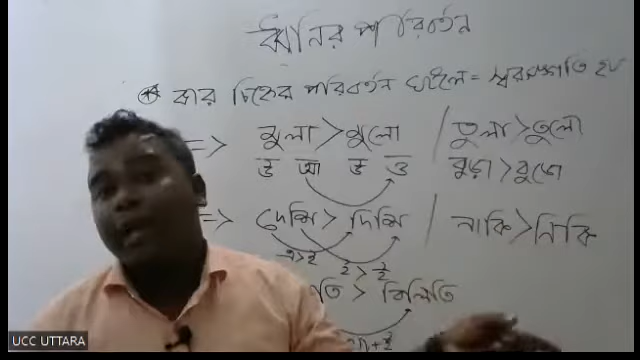 ধ্বনির পরিবর্তন
* কার চিহ্নের পরিবর্তন ঘটলে = স্বরসঙ্গতি হয়
=> মুলা > মুলো / তুলা > তুলো
উ আ উ ও বুড়া > বুড়ো
=> দেশি > দিশি / নাকি > নিকি
তি > বিলিতি
UCC UTTARA